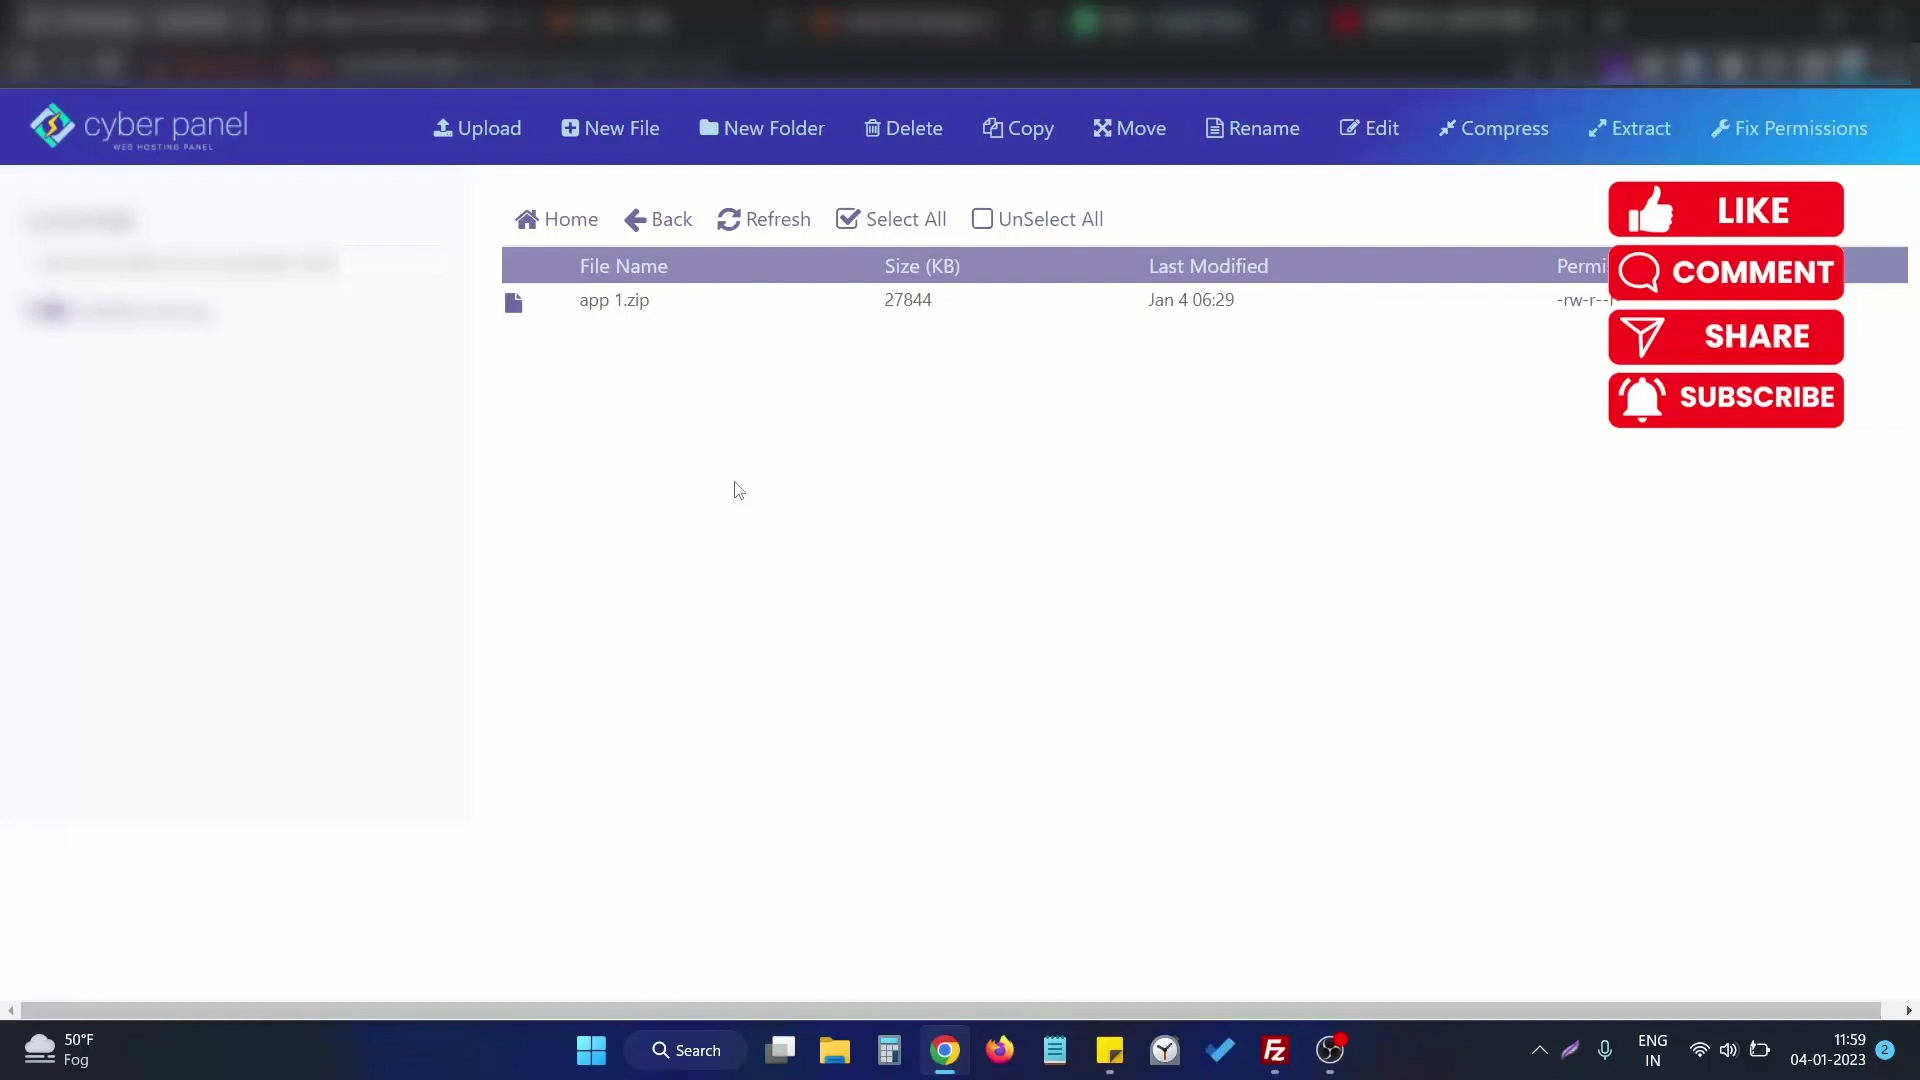 cyber panel
WEB HOSTING PANEL
Upload
New File
New Folder
Delete
Copy
Move
Rename
Edit
Compress
Extract
Fix Permissions
Home
Back
Refresh
Select All
UnSelect All
File Name
Size (KB)
Last Modified
Permi
app 1.zip
27844
Jan 4 06:29
-rw-r--r-
LIKE
COMMENT
SHARE
SUBSCRIBE
50°F
Fog
Search
ENG
IN
11:59
04-01-2023
2